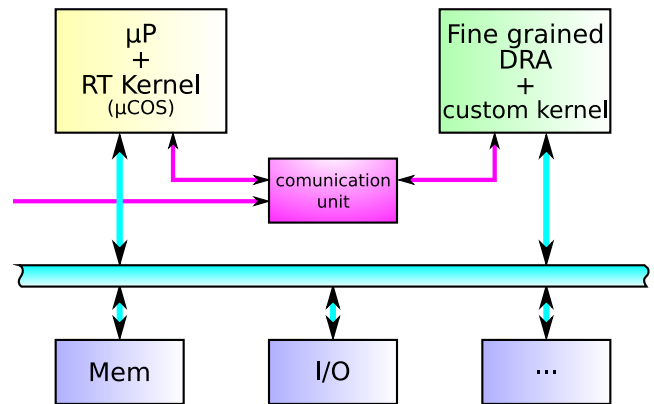 µP
+
RT Kernel
(µCOS)
Fine grained
DRA
+
custom kernel
comunication
unit
Mem
I/O
...